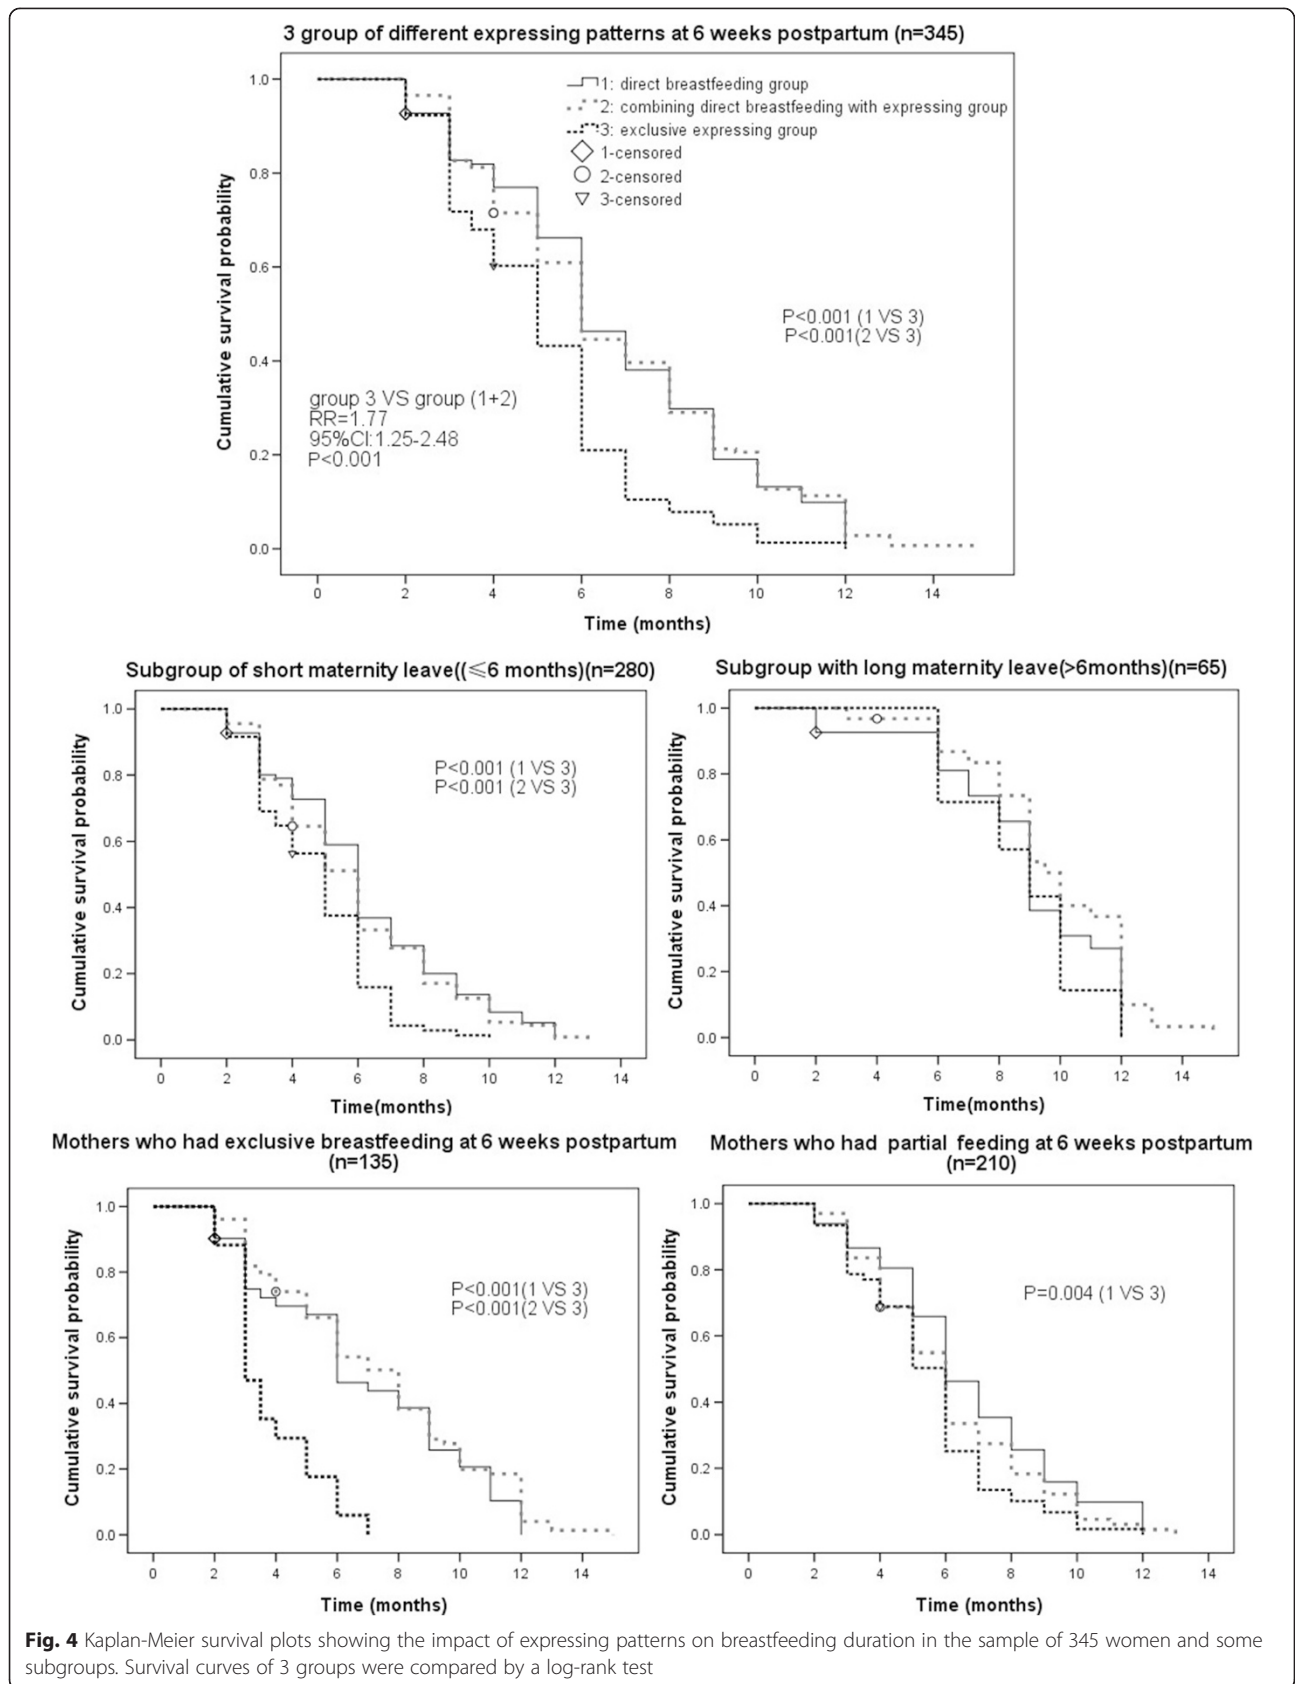 3 group of different expressing patterns at 6 weeks postpartum (n=345)
Cumulative survival probability
1.0
0.8
0.6
0.4
0.2
0.0
1: direct breastfeeding group
2: combining direct breastfeeding with expressing group
3: exclusive expressing group
1-censored
2-censored
3-censored
P<0.001 (1 VS 3)
P<0.001(2 VS 3)
group 3 VS group (1+2)
RR=1.77
95%CI:1.25-2.48
P<0.001
0 2 4 6 8 10 12 14
Time (months)
Subgroup of short maternity leave((≤6 months)(n=280)
Cumulative survival probability
1.0
0.8
0.6
0.4
0.2
0.0
P<0.001 (1 VS 3)
P<0.001 (2 VS 3)
0 2 4 6 8 10 12 14
Time(months)
Subgroup with long maternity leave(>6months)(n=65)
Cumulative survival probability
1.0
0.8
0.6
0.4
0.2
0.0
0 2 4 6 8 10 12 14
Time(months)
Mothers who had exclusive breastfeeding at 6 weeks postpartum
(n=135)
Cumulative survival probability
1.0
0.8
0.6
0.4
0.2
0.0
P<0.001(1 VS 3)
P<0.001(2 VS 3)
0 2 4 6 8 10 12 14
Time (months)
Mothers who had partial feeding at 6 weeks postpartum
(n=210)
Cumulative survival probability
1.0
0.8
0.6
0.4
0.2
0.0
P=0.004 (1 VS 3)
0 2 4 6 8 10 12 14
Time (months)
Fig. 4 Kaplan-Meier survival plots showing the impact of expressing patterns on breastfeeding duration in the sample of 345 women and some
subgroups. Survival curves of 3 groups were compared by a log-rank test